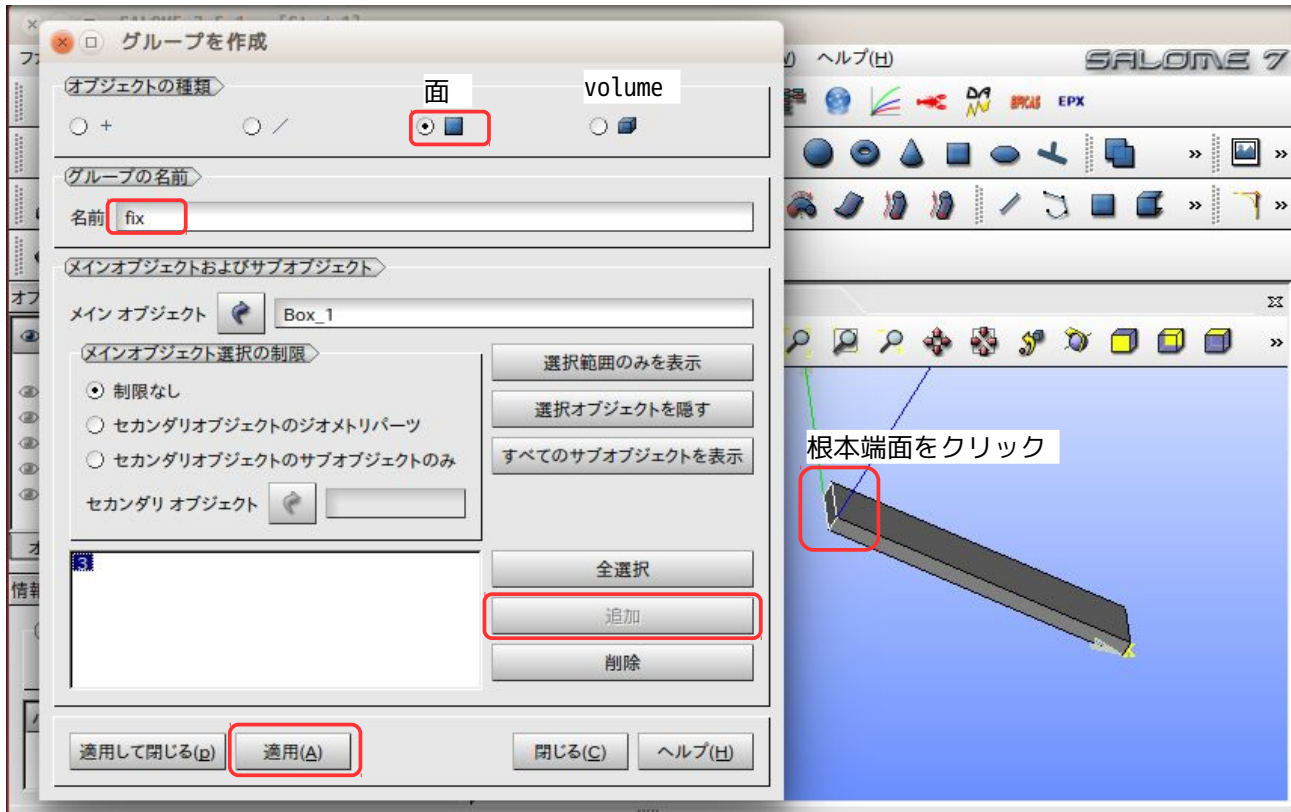 グループを作成
ヘルプ(H)
SALOME 7
オブジェクトの種類
面
volume
EPX
グループの名前
名前 fix
メインオブジェクトおよびサブオブジェクト
メイン オブジェクト Box_1
メインオブジェクト選択の制限
制限なし
セカンダリオブジェクトのジオメトリパーツ
セカンダリオブジェクトのサブオブジェクトのみ
セカンダリ オブジェクト
選択範囲のみを表示
選択オブジェクトを隠す
すべてのサブオブジェクトを表示
根本端面をクリック
3
全選択
追加
削除
適用して閉じる(p)
適用(A)
閉じる(C)
ヘルプ(H)